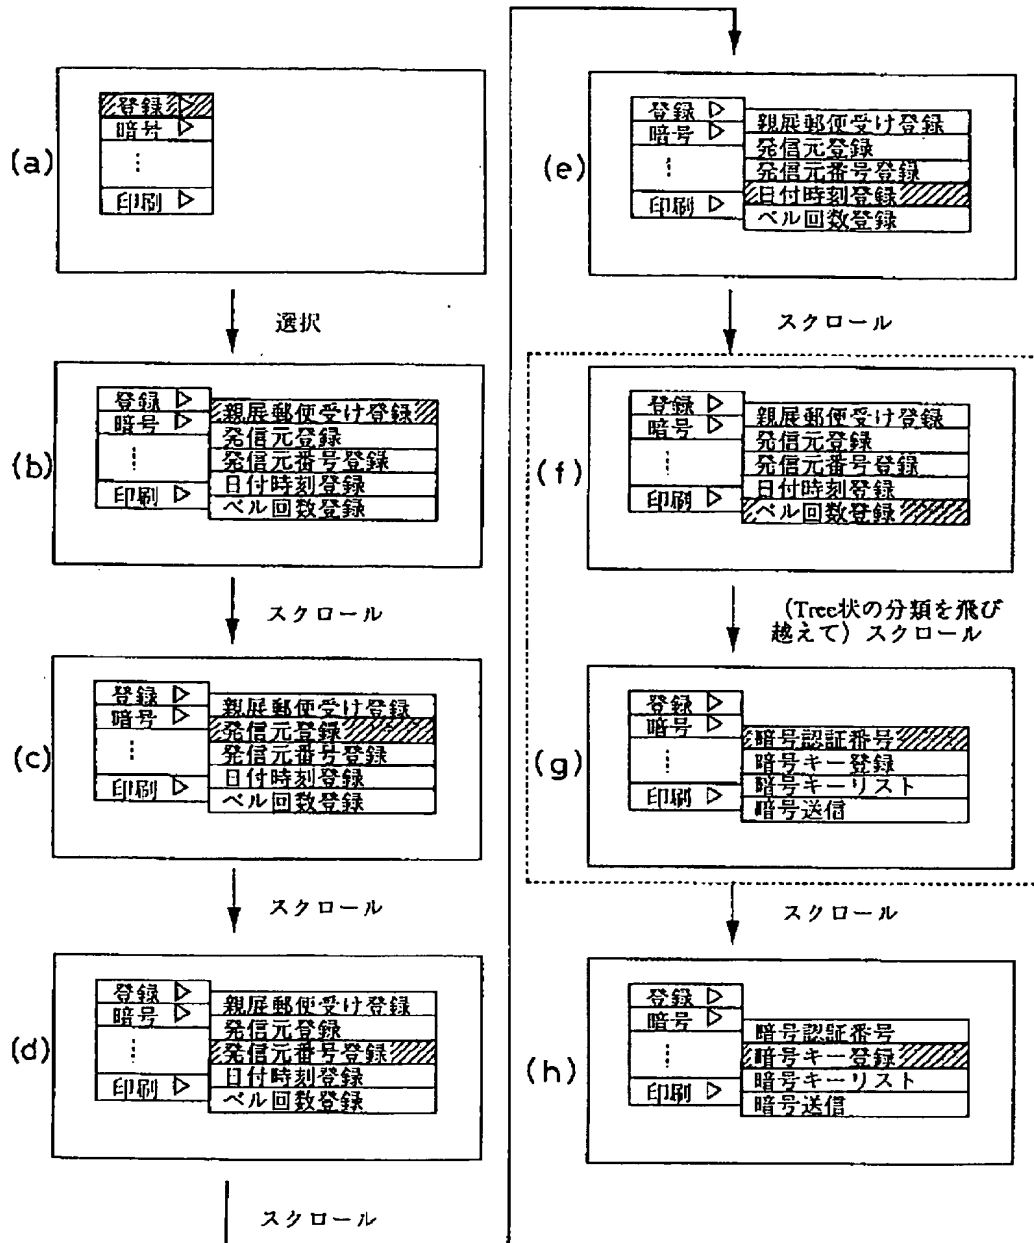 (a)
登録 ▷
暗号 ▷
⋮
印刷 ▷
選択
(b)
登録 ▷
暗号 ▷
⋮
印刷 ▷
親展郵便受け登録
発信元登録
発信元番号登録
日付時刻登録
ベル回数登録
スクロール
(c)
登録 ▷
暗号 ▷
⋮
印刷 ▷
親展郵便受け登録
発信元登録
発信元番号登録
日付時刻登録
ベル回数登録
スクロール
(d)
登録 ▷
暗号 ▷
⋮
印刷 ▷
親展郵便受け登録
発信元登録
発信元番号登録
日付時刻登録
ベル回数登録
スクロール
(e)
登録 ▷
暗号 ▷
⋮
印刷 ▷
親展郵便受け登録
発信元登録
発信元番号登録
日付時刻登録
ベル回数登録
スクロール
(f)
登録 ▷
暗号 ▷
⋮
印刷 ▷
親展郵便受け登録
発信元登録
発信元番号登録
日付時刻登録
ベル回数登録
(Tree状の分類を飛び
越えて)スクロール
(g)
登録 ▷
暗号 ▷
⋮
印刷 ▷
暗号認証番号
暗号キー登録
暗号キーリスト
暗号送信
スクロール
(h)
登録 ▷
暗号 ▷
⋮
印刷 ▷
暗号認証番号
暗号キー登録
暗号キーリスト
暗号送信